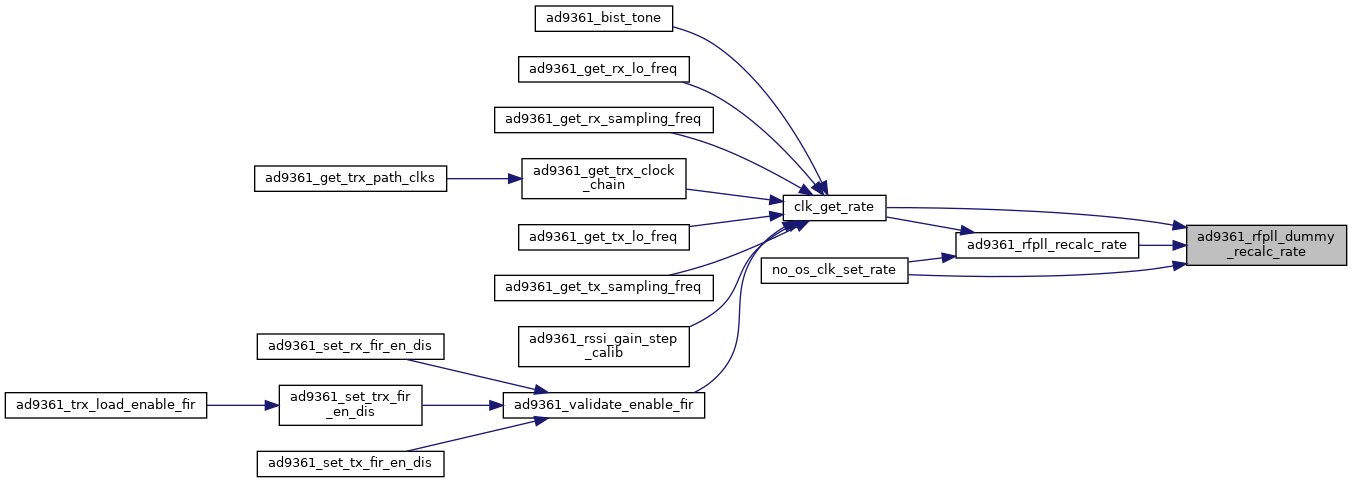 ad9361_bist_tone
ad9361_get_rx_lo_freq
ad9361_get_rx_sampling_freq
ad9361_get_trx_path_clks
ad9361_get_trx_clock
_chain
clk_get_rate
ad9361_get_tx_lo_freq
ad9361_rfpll_recalc_rate
ad9361_rfpll_dummy
_recalc_rate
no_os_clk_set_rate
ad9361_get_tx_sampling_freq
ad9361_rssi_gain_step
_calib
ad9361_set_rx_fir_en_dis
ad9361_trx_load_enable_fir
ad9361_set_trx_fir
_en_dis
ad9361_validate_enable_fir
ad9361_set_tx_fir_en_dis